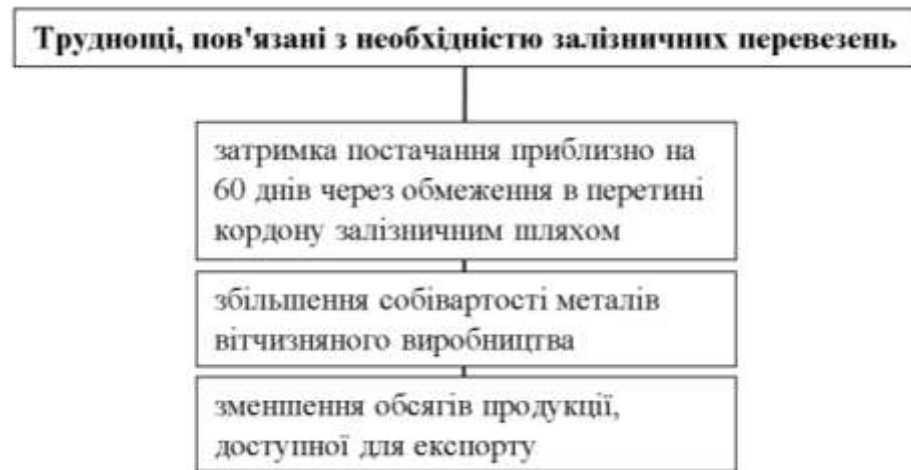 Труднощі, пов'язані з необхідністю залізничних перевезень
затримка постачання приблизно на
60 днів через обмеження в перетині
кордону залізничним шляхом
збільшення собівартості металів
вітчизняного виробництва
зменшення обсягів продукції,
доступної для експорту